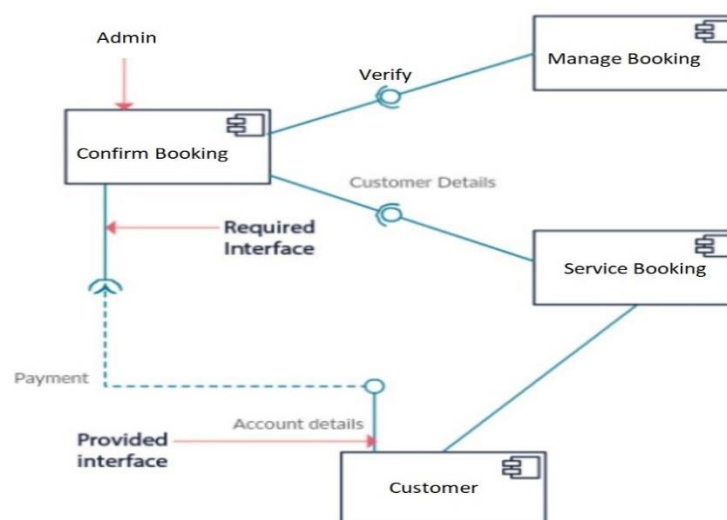 Admin
Manage Booking
Verify
Confirm Booking
Customer Details
Required
Interface
Service Booking
Payment
Account details
Provided
interface
Customer